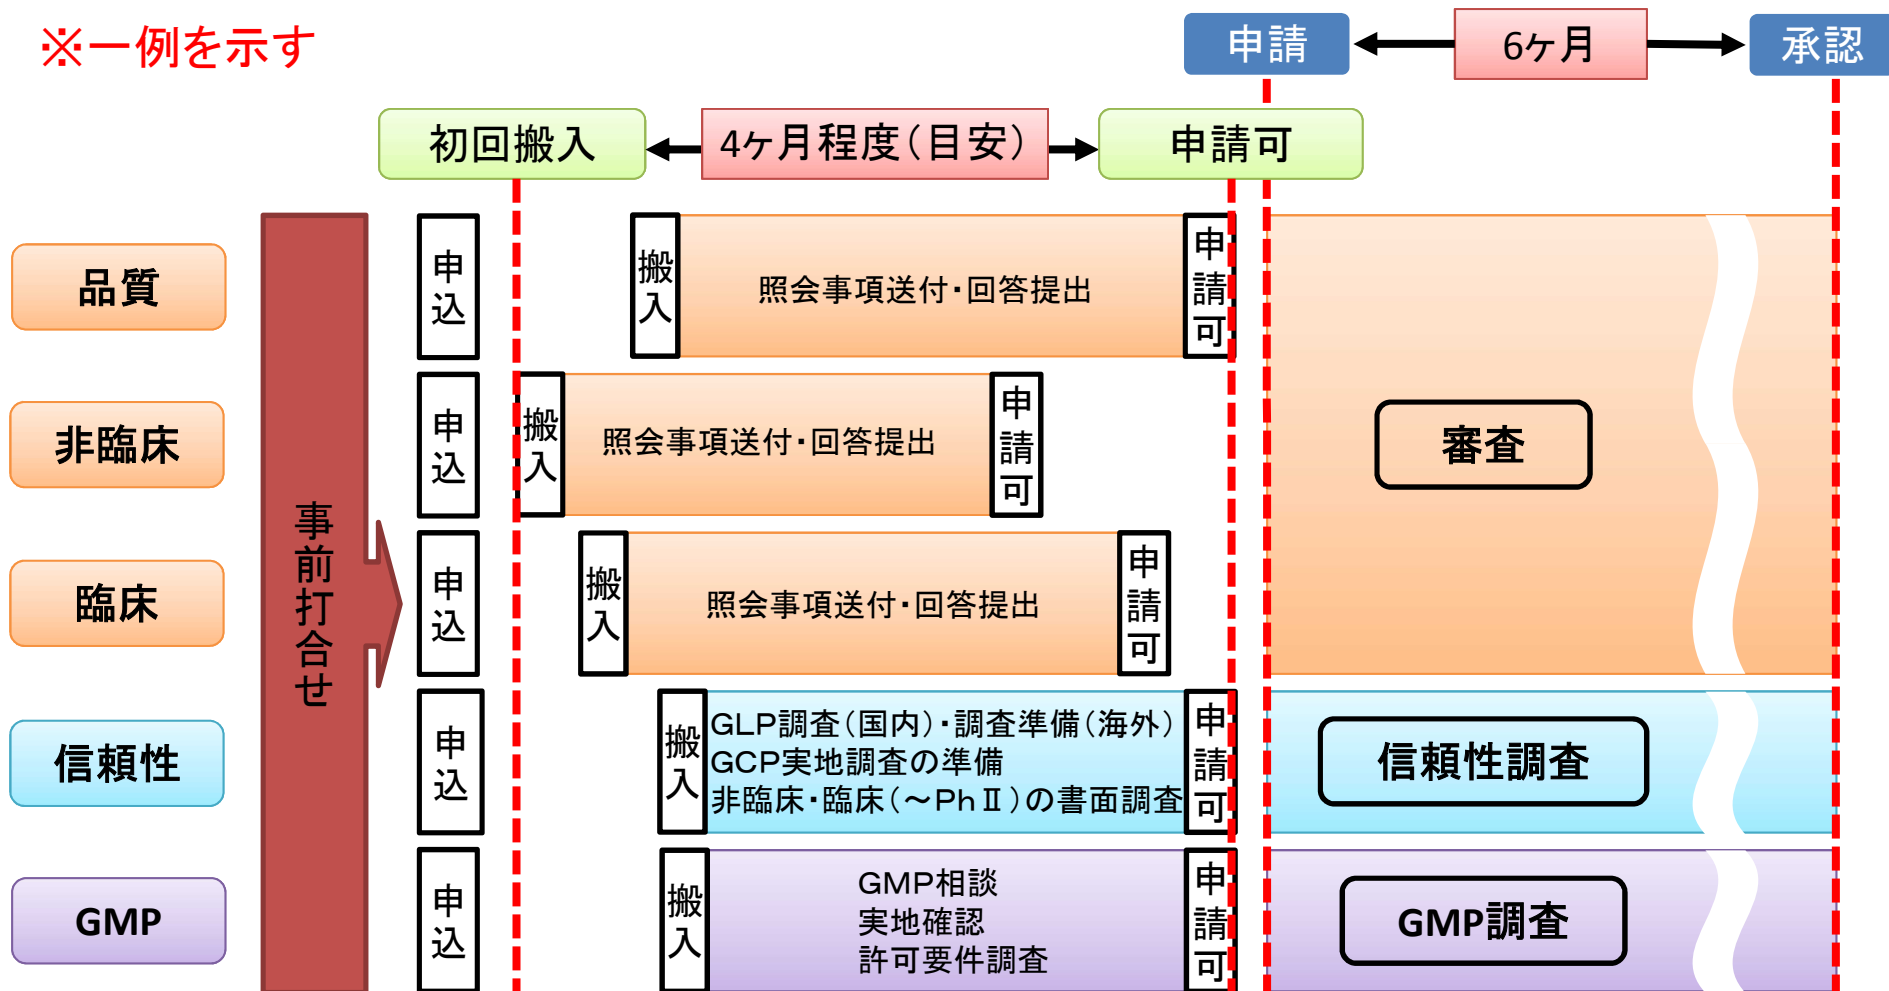 ※一例を示す
申請
6ヶ月
承認
初回搬入
4ヶ月程度（目安）
申請可
事前打合せ
品質
申込
搬入
照会事項送付・回答提出
申請可
非臨床
申込
搬入
照会事項送付・回答提出
申請可
審査
臨床
申込
搬入
照会事項送付・回答提出
申請可
信頼性
申込
搬入
GLP調査（国内）・調査準備（海外）
GCP実地調査の準備
非臨床・臨床（～PhⅡ）の書面調査
申請可
信頼性調査
GMP
申込
搬入
GMP相談
実地確認
許可要件調査
申請可
GMP調査